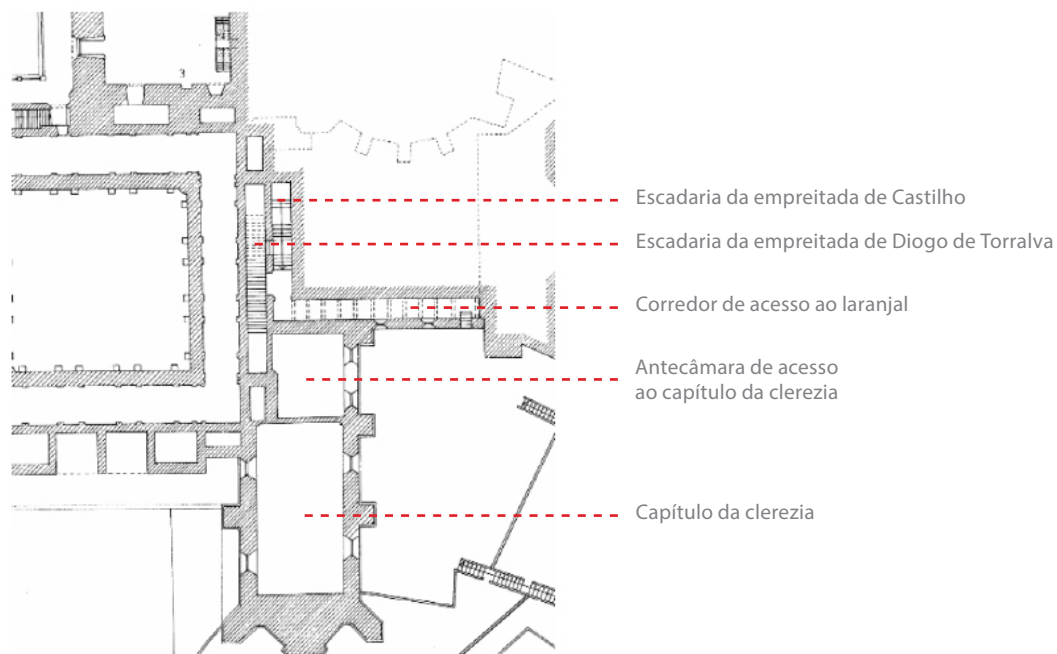 3
Escadaria da empreitada de Castilho
Escadaria da empreitada de Diogo de Torralva
Corredor de acesso ao laranjal
Antecâmara de acesso
ao capítulo da clerezia
Capítulo da clerezia